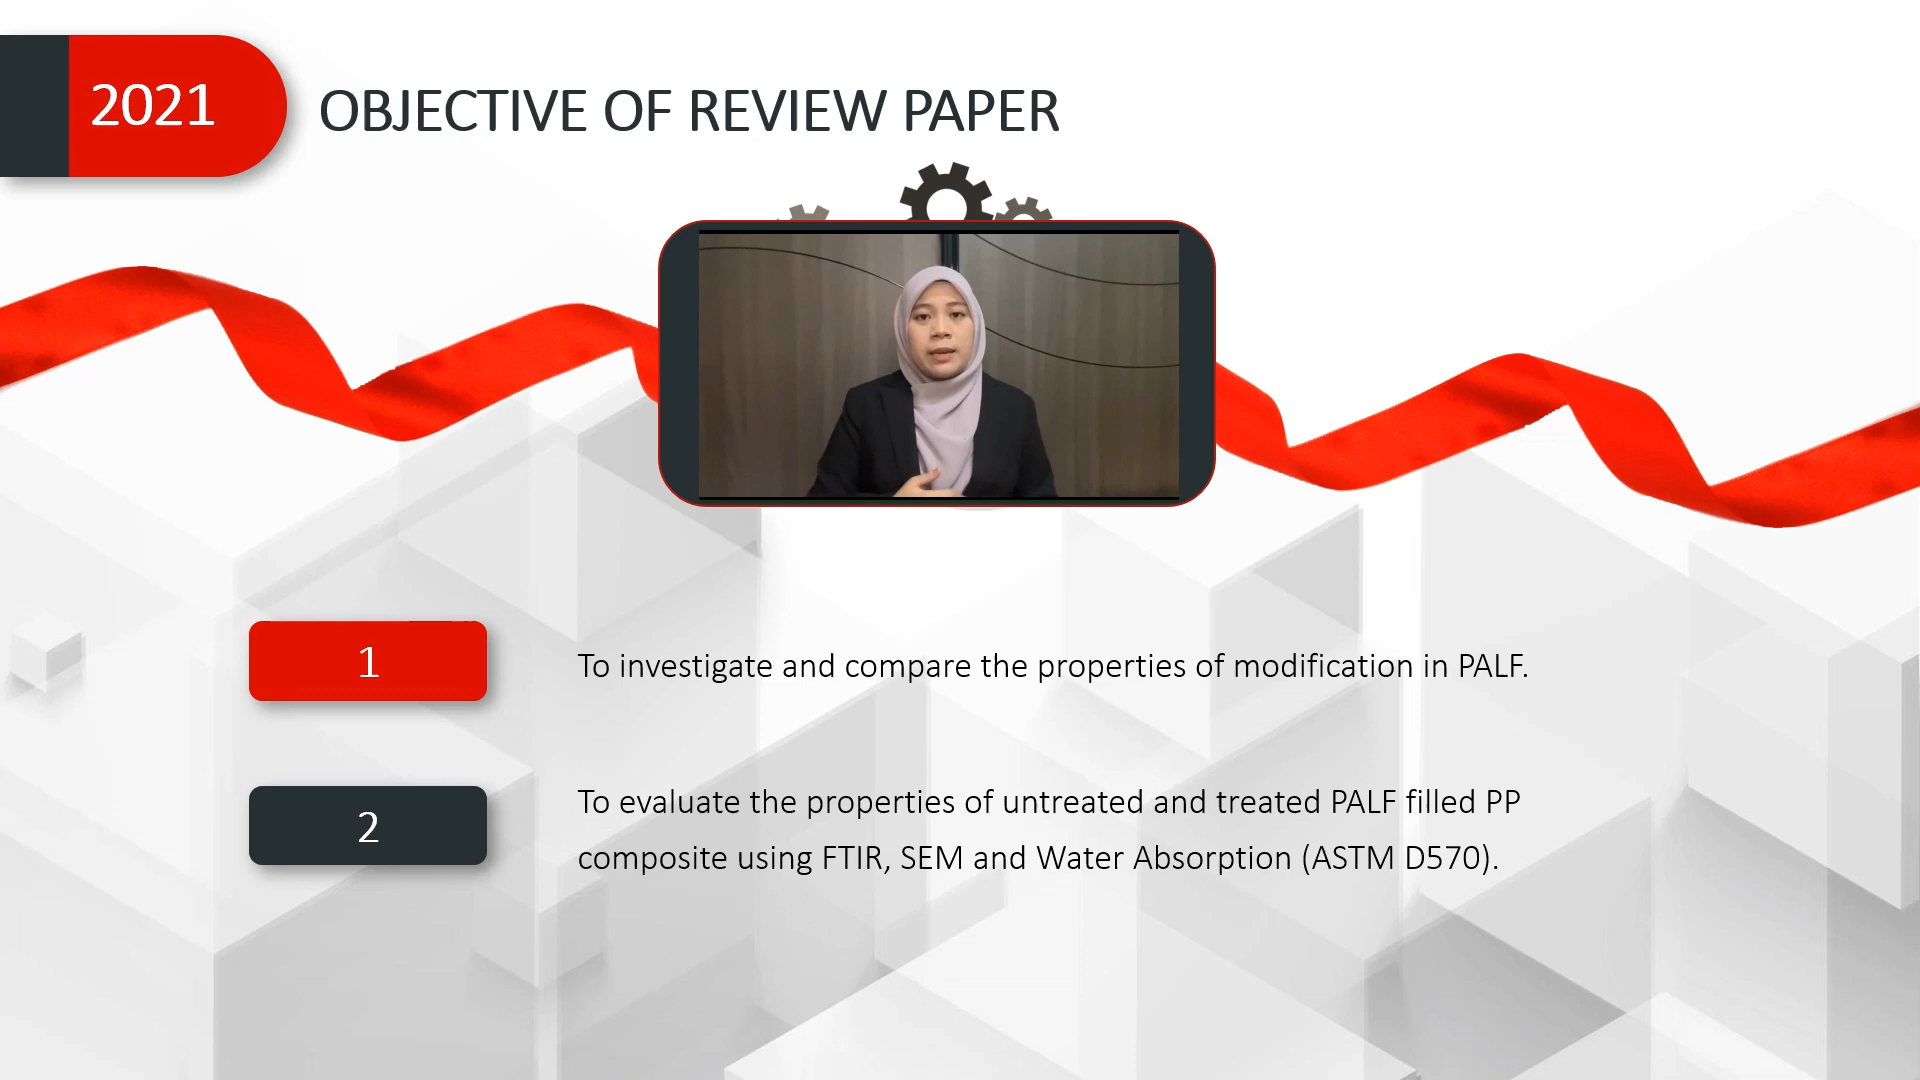 2021
OBJECTIVE OF REVIEW PAPER
1
To investigate and compare the properties of modification in PALF.
2
To evaluate the properties of untreated and treated PALF filled PP
composite using FTIR, SEM and Water Absorption (ASTM D570).